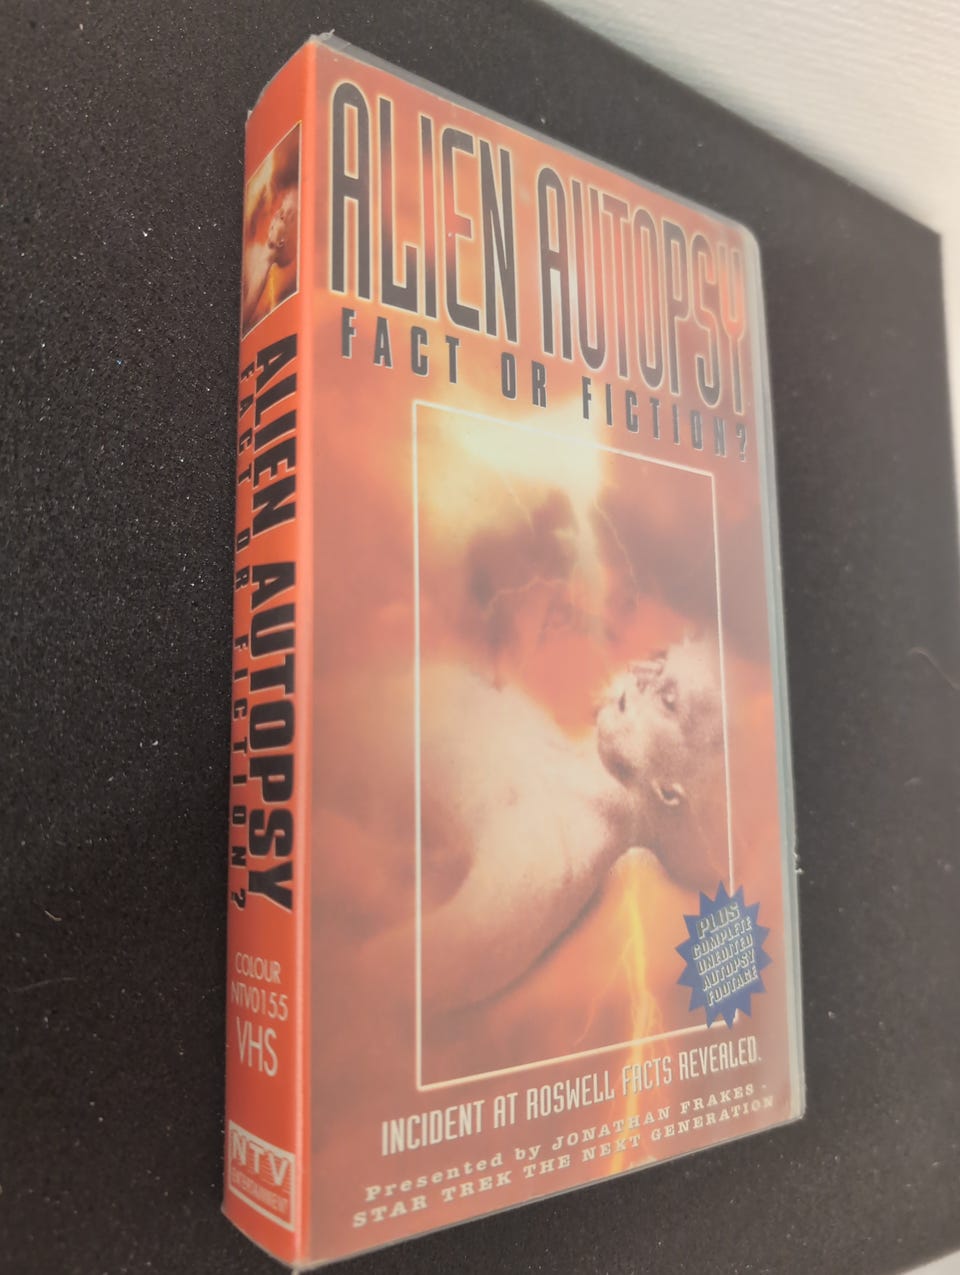 ALIEN AUTOPSY
FACT OR FICTION?
PLUS
COMPLETE
UNEDITED
AUTOPSY
FOOTAGE
INCIDENT AT ROSWELL FACTS REVEALED.
Presented by JONATHAN FRAKES -
STAR TREK THE NEXT GENERATION
ALIEN AUTOPSY
FACT OR FICTION?
COLOUR
NTV0155
VHS
NTV
ENTERTAINMENT